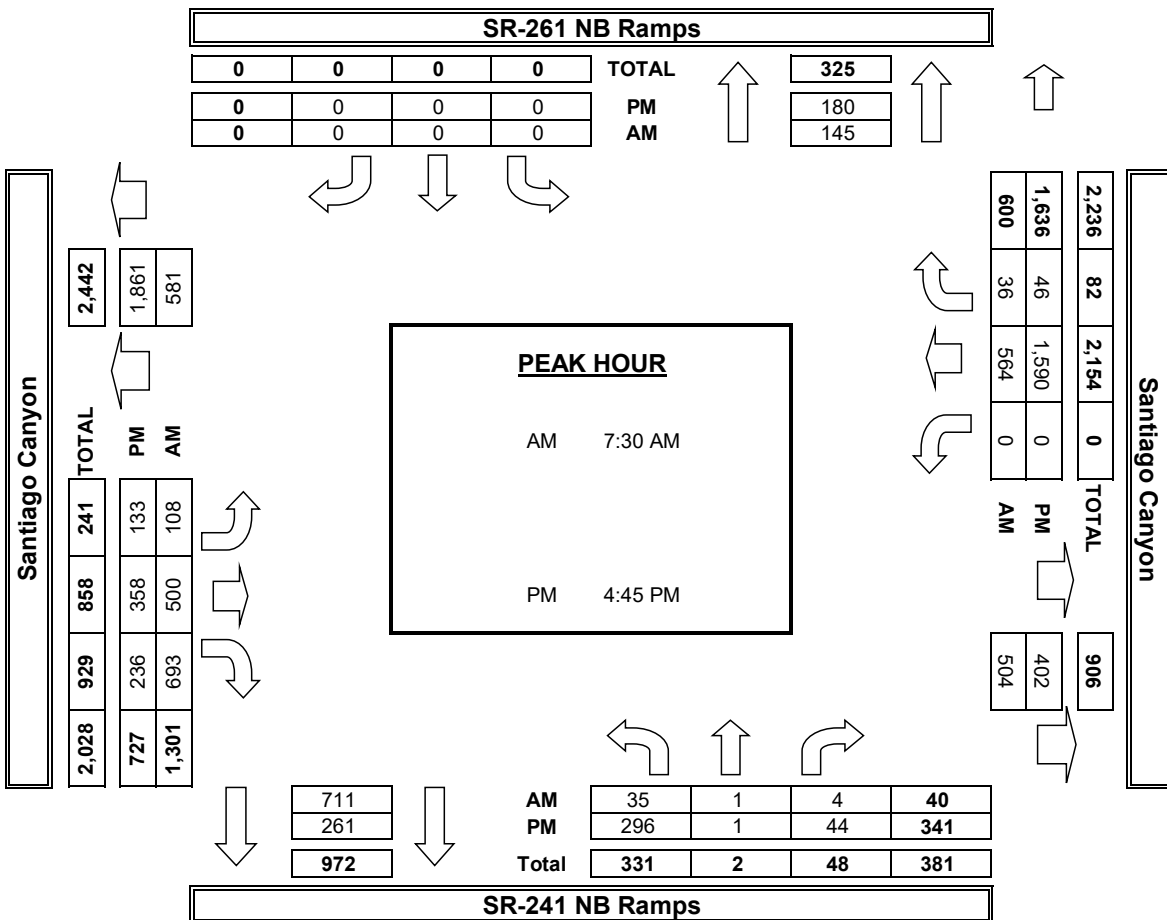 SR-261 NB Ramps
0 0 0 0 TOTAL 325
0 0 0 0 PM 180
0 0 0 0 AM 145
Santiago Canyon
2,442
1,861
581
TOTAL 241 858 929 2,028
PM 133 358 236 727
AM 108 500 693 1,301
PEAK HOUR
AM 7:30 AM
PM 4:45 PM
2,236 82 2,154 0 TOTAL
1,636 46 1,590 0 PM
600 36 564 0 AM
906
402
504
Santiago Canyon
711 AM 35 1 4 40
261 PM 296 1 44 341
972 Total 331 2 48 381
SR-241 NB Ramps